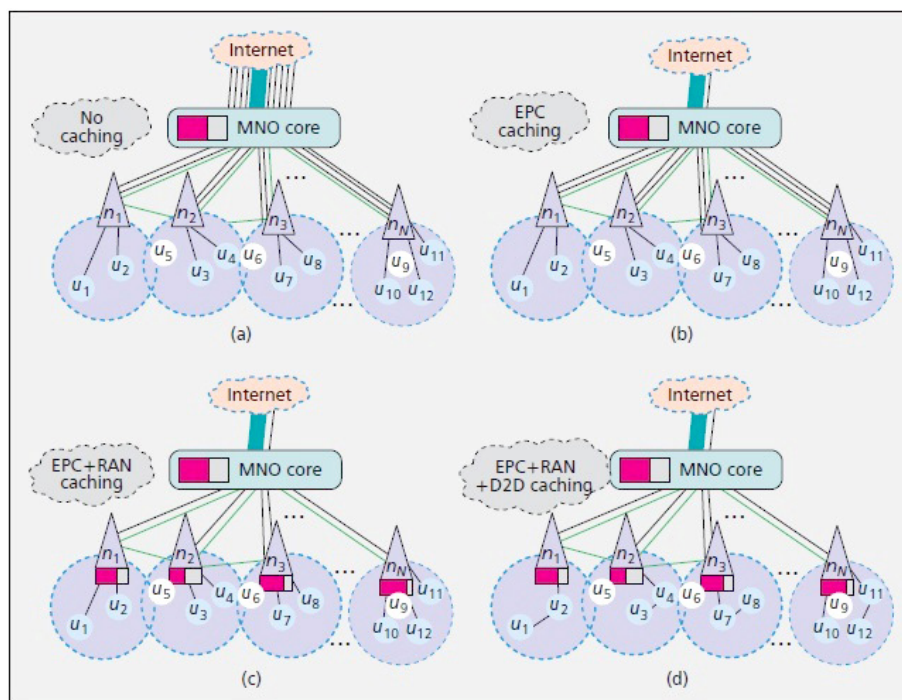 Internet
No
caching
MNO core
...
n1
n2
n3
...
nN
u1
u2
u5
u3
u4
u6
u7
u8
...
u9
u10
u11
u12
(a)
Internet
EPC
caching
MNO core
...
n1
n2
n3
...
nN
u1
u2
u5
u3
u4
u6
u7
u8
...
u9
u10
u11
u12
(b)
Internet
EPC+RAN
caching
MNO core
...
n1
n2
n3
...
nN
u1
u2
u5
u3
u4
u6
u7
u8
...
u9
u10
u11
u12
(c)
Internet
EPC+RAN
+D2D caching
MNO core
...
n1
n2
n3
...
nN
u1
u2
u5
u3
u4
u6
u7
u8
...
u9
u10
u11
u12
(d)